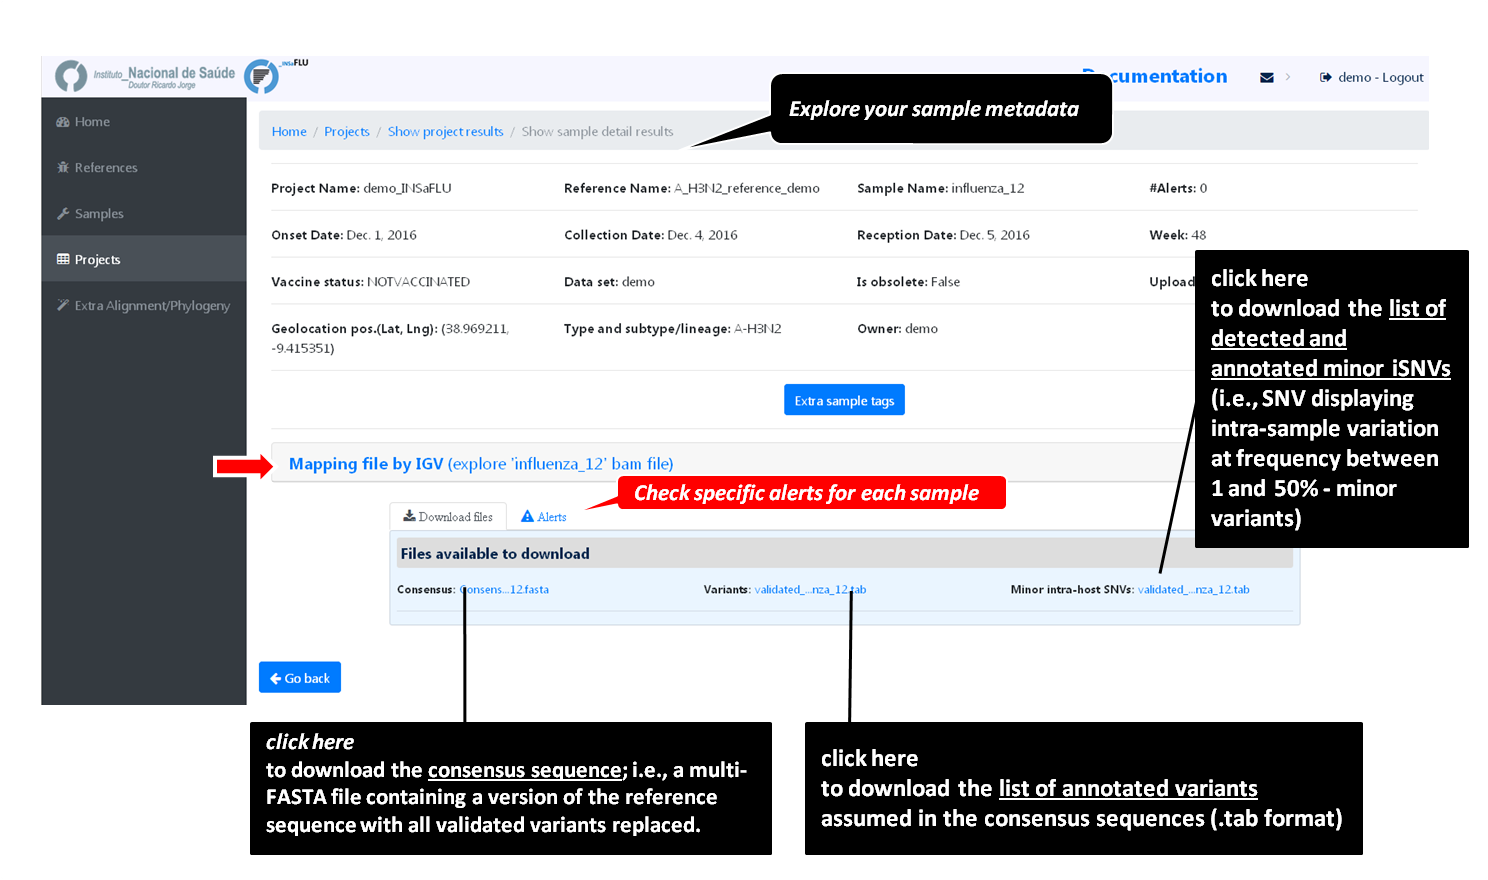 Instituto_Nacional de Saúde
Doutor Ricardo Jorge
_INSaFLU
Documentation
demo - Logout
Explore your sample metadata
Home
References
Samples
Projects
Extra Alignment/Phylogeny
Home / Projects / Show project results / Show sample detail results
Project Name: demo_INSaFLU
Reference Name: A_H3N2_reference_demo
Sample Name: influenza_12
#Alerts: 0
Onset Date: Dec. 1, 2016
Collection Date: Dec. 4, 2016
Reception Date: Dec. 5, 2016
Week: 48
Vaccine status: NOTVACCINATED
Data set: demo
Is obsolete: False
Upload
Geolocation pos.(Lat, Lng): (38.969211,
-9.415351)
Type and subtype/lineage: A-H3N2
Owner: demo
click here
to download the list of
detected and
annotated minor iSNVs
(i.e., SNV displaying
intra-sample variation
at frequency between
1 and 50% - minor
variants)
Extra sample tags
Mapping file by IGV (explore 'influenza_12' bam file)
Check specific alerts for each sample
Download files
Alerts
Files available to download
Consensus: Consens...12.fasta
Variants: validated_...nza_12.tab
Minor intra-host SNVs: validated_...nza_12.tab
Go back
click here
to download the consensus sequence; i.e., a multi-
FASTA file containing a version of the reference
sequence with all validated variants replaced.
click here
to download the list of annotated variants
assumed in the consensus sequences (.tab format)